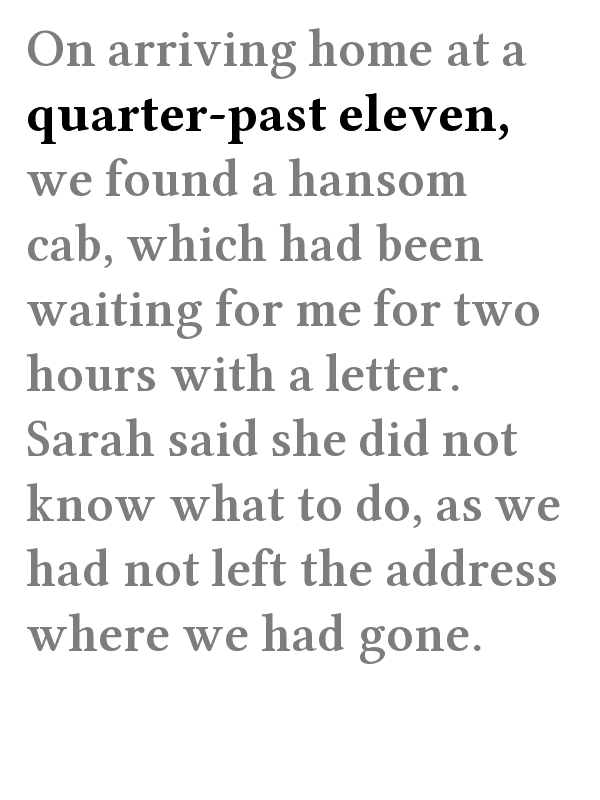 On arriving home at a
quarter-past eleven,
we found a hansom
cab, which had been
waiting for me for two
hours with a letter.
Sarah said she did not
know what to do, as we
had not left the address
where we had gone.